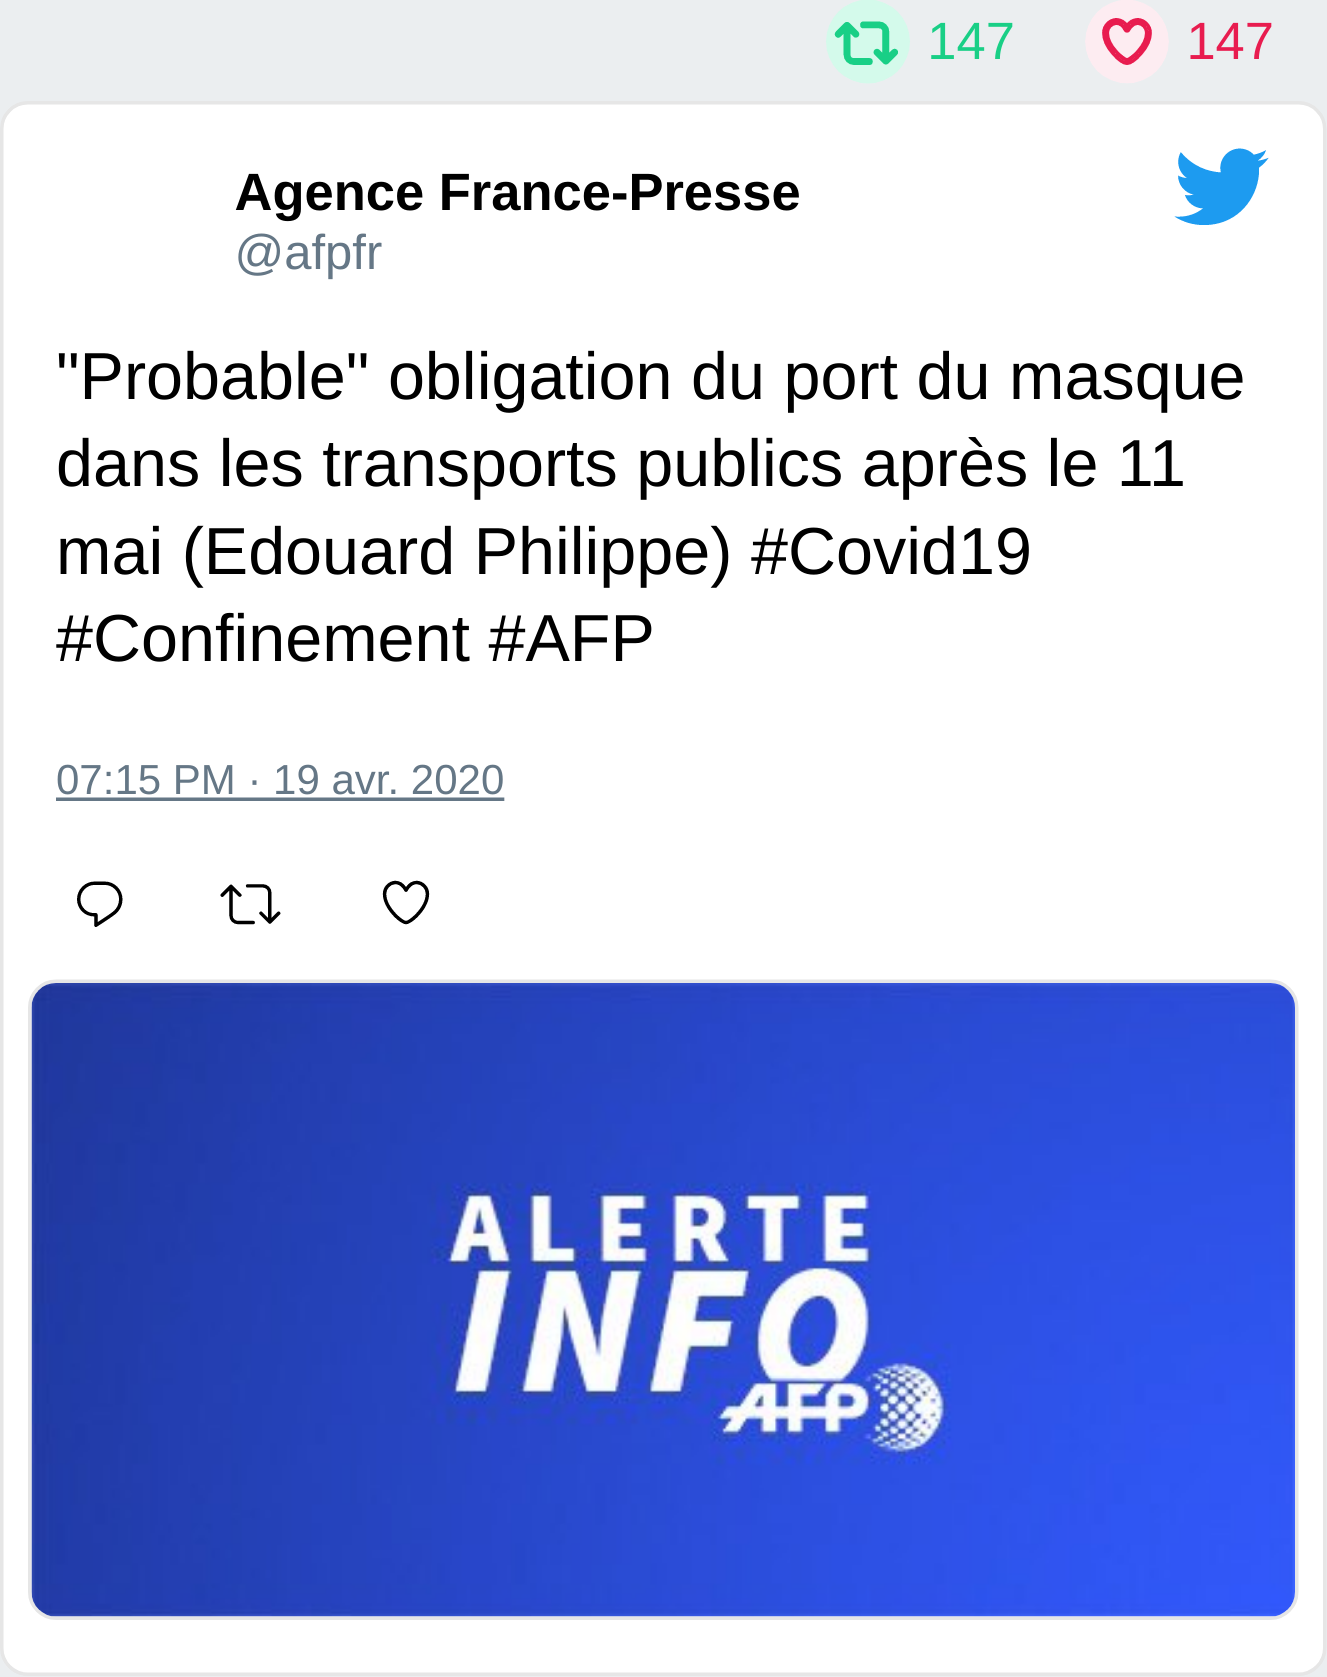 147 147
Agence France-Presse
@afpfr
"Probable" obligation du port du masque
dans les transports publics après le 11
mai (Edouard Philippe) #Covid19
#Confinement #AFP
07:15 PM · 19 avr. 2020
ALERTE
INFO
AFP